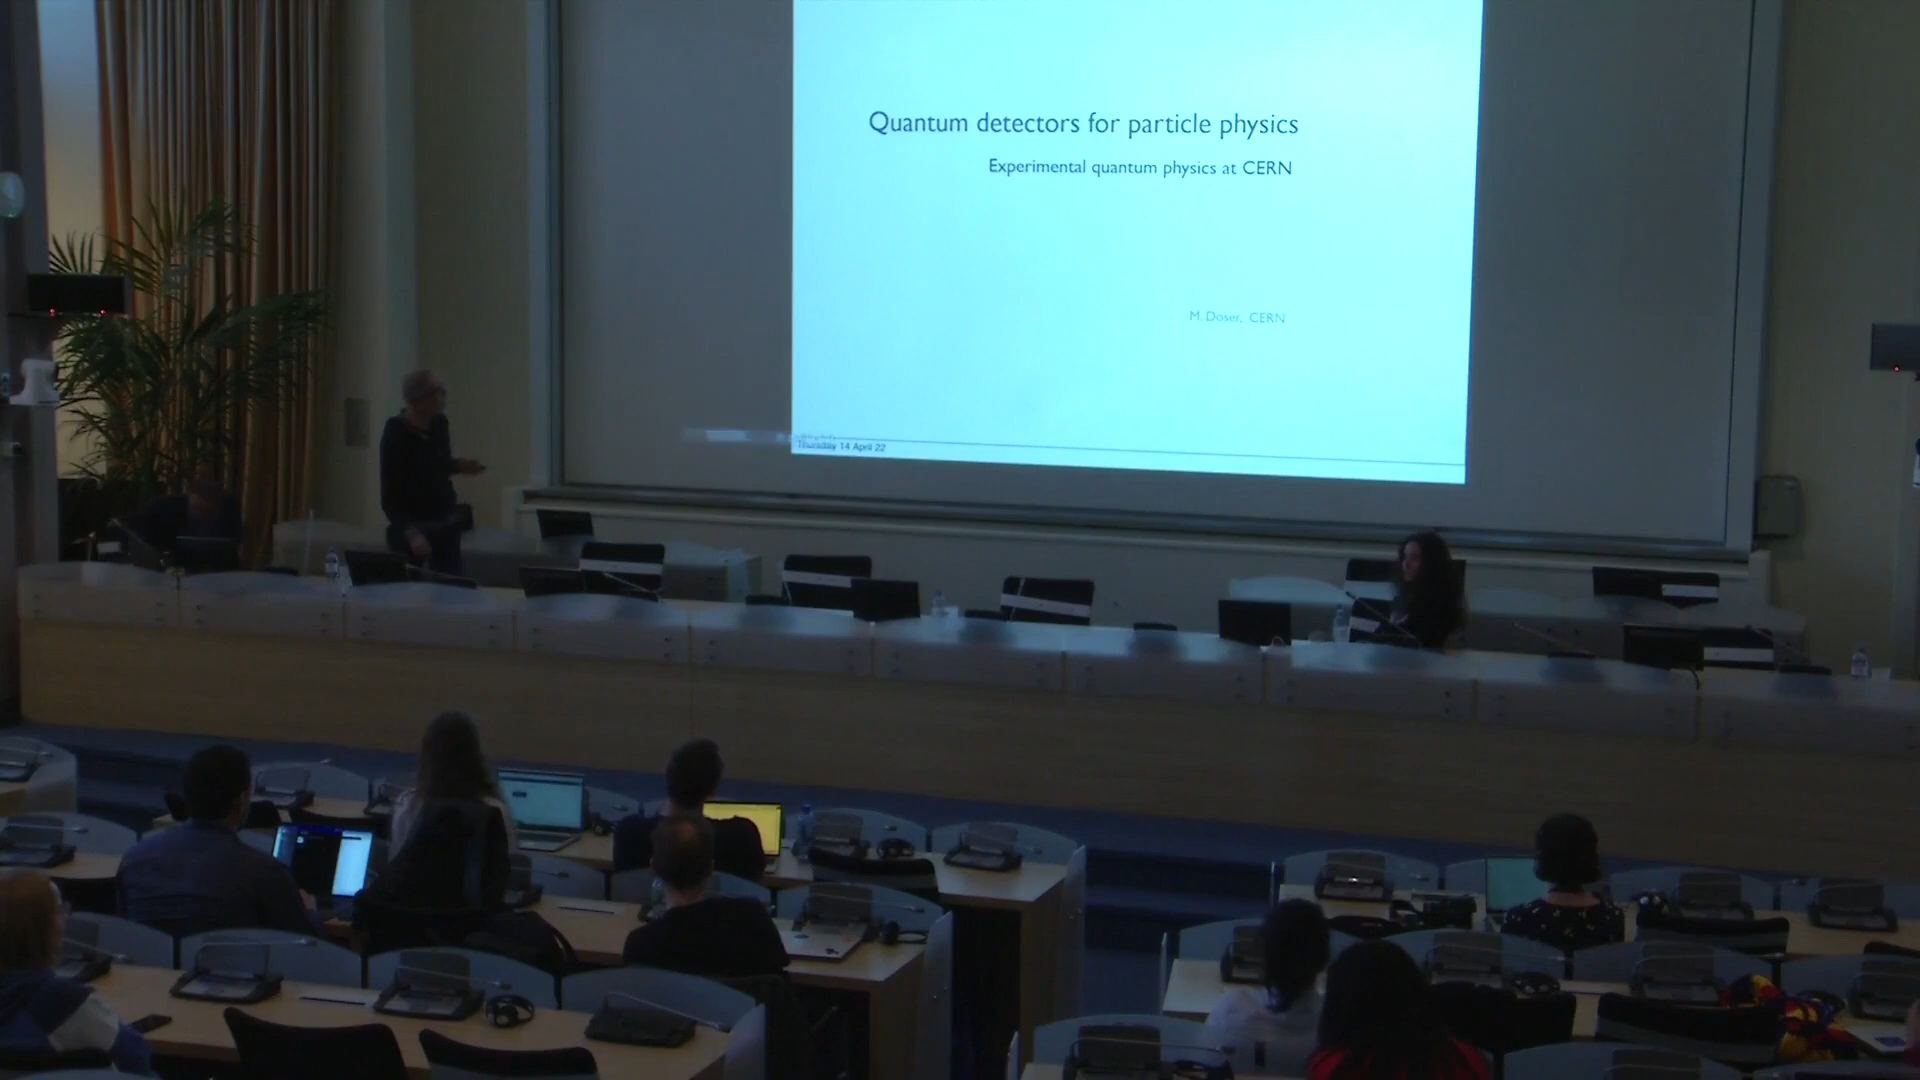 Quantum detectors for particle physics
Experimental quantum physics at CERN
M. Doser, CERN
Thursday 14 April 22